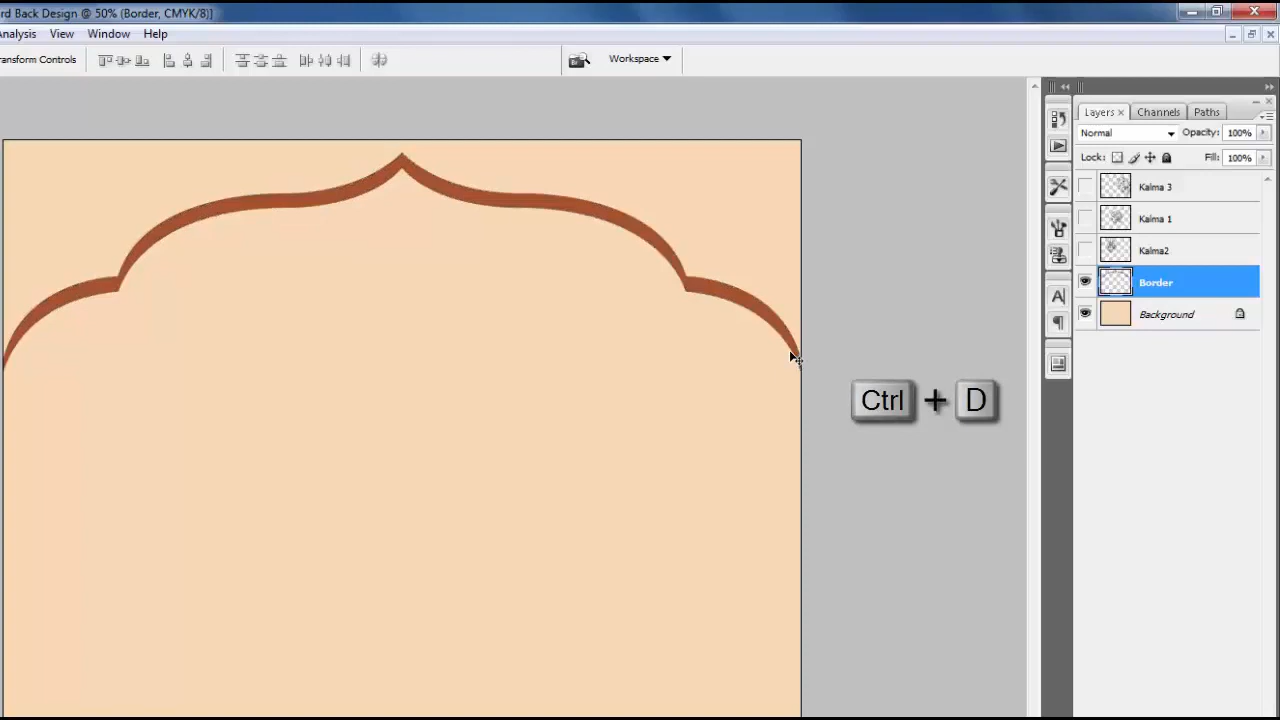 rd Back Design @ 50% (Border, CMYK/8)]
Analysis View Window Help
ransform Controls
Workspace
Layers × Channels Paths
Normal Opacity: 100%
Lock: Fill: 100%
Kalma 3
Kalma 1
Kalma2
Border
Background
Ctrl + D